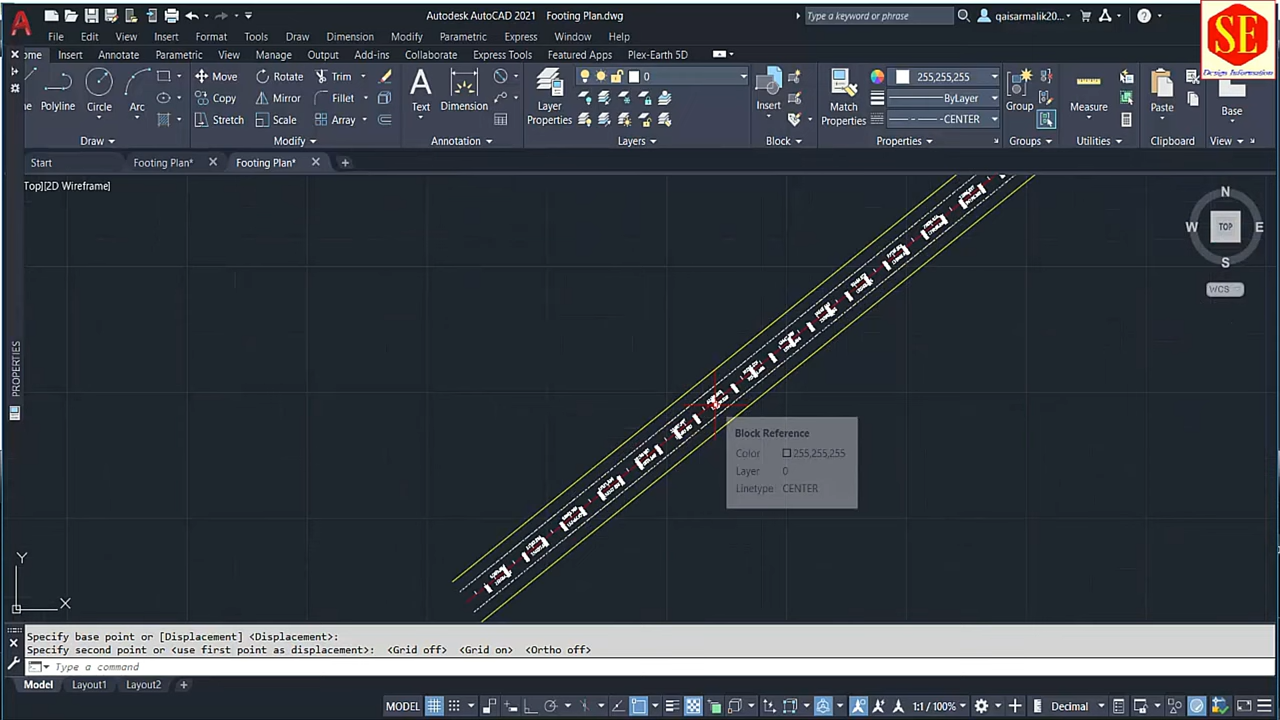 Autodesk AutoCAD 2021 Footing Plan.dwg
Type a keyword or phrase
qaisarmalik20...
SE
Design Information
File Edit View Insert Format Tools Draw Dimension Modify Parametric Express Window Help
ome Insert Annotate Parametric View Manage Output Add-ins Collaborate Express Tools Featured Apps Plex-Earth 5D
Polyline Circle Arc
Move Rotate Trim
Copy Mirror Fillet
Stretch Scale Array
Text Dimension
Layer Properties
0
Insert
Match Properties
255,255,255
ByLayer
CENTER
Group
Measure
Paste
Base
Draw Modify Annotation Layers Block Properties Groups Utilities Clipboard View
Start Footing Plan* Footing Plan*
Top][2D Wireframe]
N
W TOP E
S
WCS
PROPERTIES
Block Reference
Color 255,255,255
Layer 0
Linetype CENTER
Y
X
Specify base point or [Displacement] <Displacement>:
Specify second point or <use first point as displacement>: <Grid off> <Grid on> <Ortho off>
Type a command
Model Layout1 Layout2
MODEL 1:1 / 100% Decimal